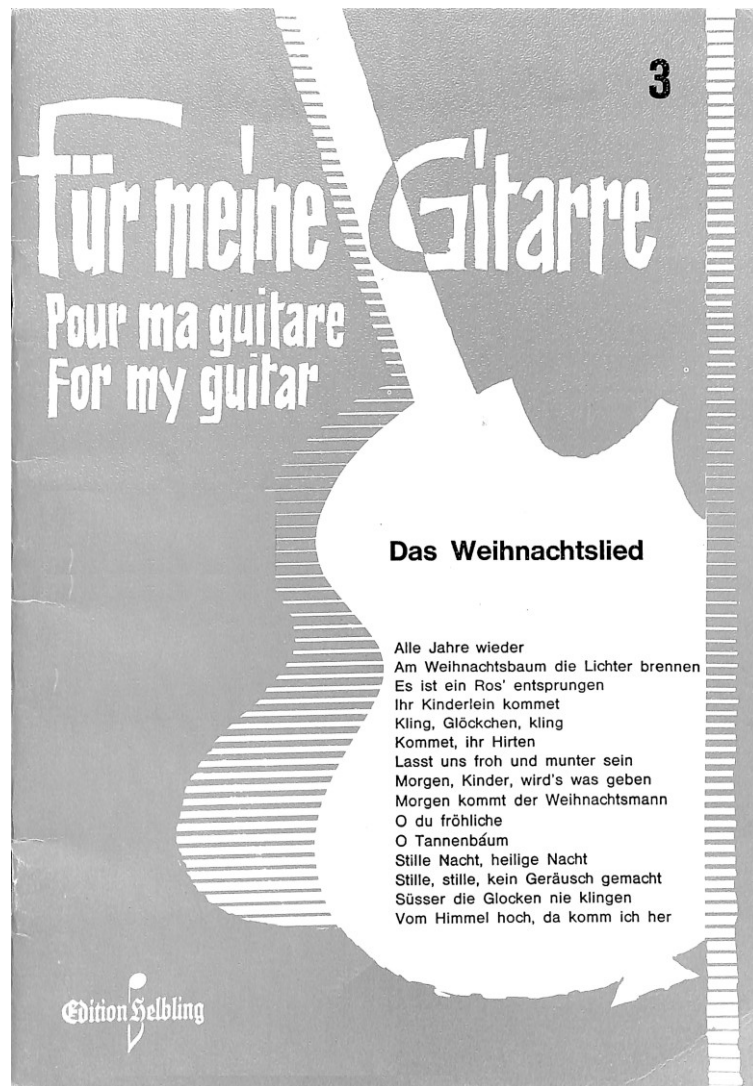 3
Für meine Gitarre
Pour ma guitare
For my guitar
Das Weihnachtslied
Alle Jahre wieder
Am Weihnachtsbaum die Lichter brennen
Es ist ein Ros' entsprungen
Ihr Kinderlein kommet
Kling, Glöckchen, kling
Kommet, ihr Hirten
Lasst uns froh und munter sein
Morgen, Kinder, wird's was geben
Morgen kommt der Weihnachtsmann
O du fröhliche
O Tannenbaum
Stille Nacht, heilige Nacht
Stille, stille, kein Geräusch gemacht
Süsser die Glocken nie klingen
Vom Himmel hoch, da komm ich her
Edition Helbling